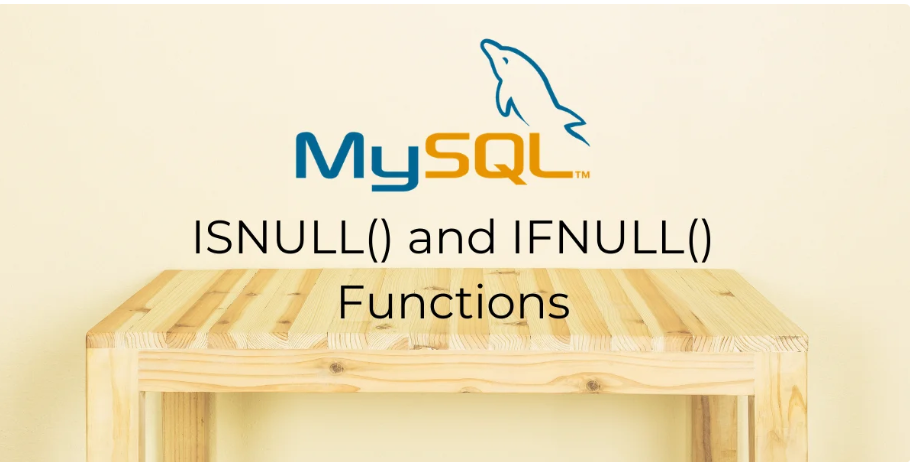 MySQL™
ISNULL() and IFNULL()
Functions